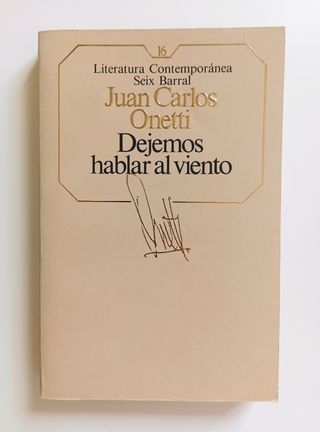 16
Literatura Contemporánea
Seix Barral
Juan Carlos
Onetti
Dejemos
hablar al viento